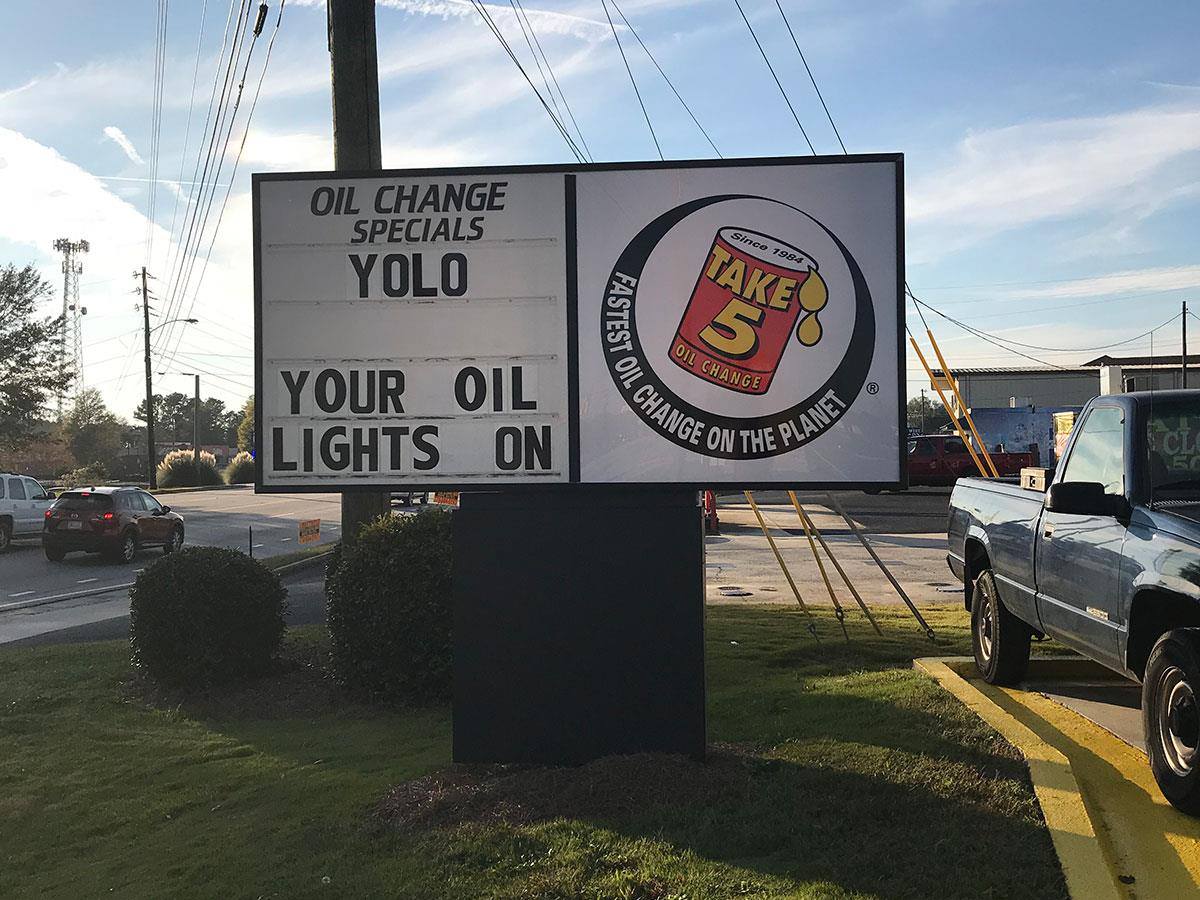 OIL CHANGE
SPECIALS
YOLO
YOUR OIL
LIGHTS ON
Since 1984
TAKE
5
OIL CHANGE
FASTEST OIL CHANGE ON THE PLANET
®